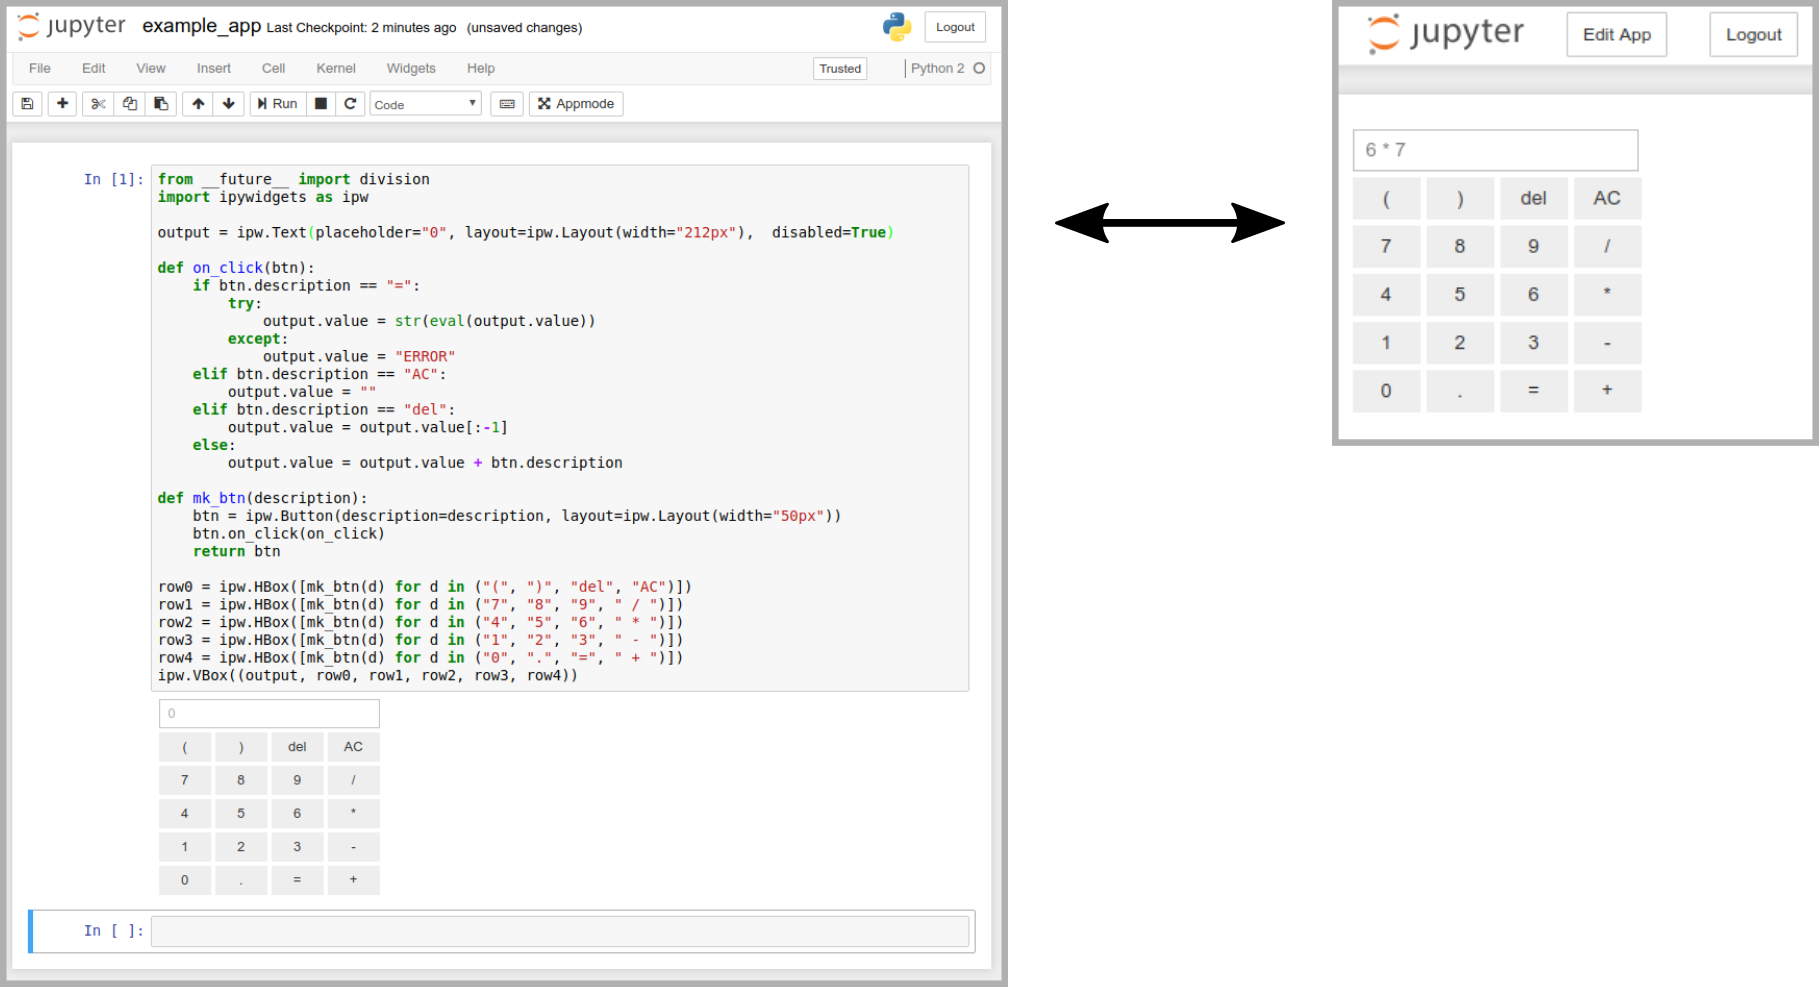 jupyter example_app Last Checkpoint: 2 minutes ago (unsaved changes) Logout
File Edit View Insert Cell Kernel Widgets Help Trusted Python 2
Run Code Appmode
In [1]:
from __future__ import division
import ipywidgets as ipw

output = ipw.Text(placeholder="0", layout=ipw.Layout(width="212px"),  disabled=True)

def on_click(btn):
    if btn.description == "=":
        try:
            output.value = str(eval(output.value))
        except:
            output.value = "ERROR"
    elif btn.description == "AC":
        output.value = ""
    elif btn.description == "del":
        output.value = output.value[:-1]
    else:
        output.value = output.value + btn.description

def mk_btn(description):
    btn = ipw.Button(description=description, layout=ipw.Layout(width="50px"))
    btn.on_click(on_click)
    return btn

row0 = ipw.HBox([mk_btn(d) for d in ("(", ")", "del", "AC")])
row1 = ipw.HBox([mk_btn(d) for d in ("7", "8", "9", " / ")])
row2 = ipw.HBox([mk_btn(d) for d in ("4", "5", "6", " * ")])
row3 = ipw.HBox([mk_btn(d) for d in ("1", "2", "3", " - ")])
row4 = ipw.HBox([mk_btn(d) for d in ("0", ".", "=", " + ")])
ipw.VBox((output, row0, row1, row2, row3, row4))
0
( ) del AC
7 8 9 /
4 5 6 *
1 2 3 -
0 . = +
In [ ]:
jupyter Edit App Logout
6 * 7
( ) del AC
7 8 9 /
4 5 6 *
1 2 3 -
0 . = +